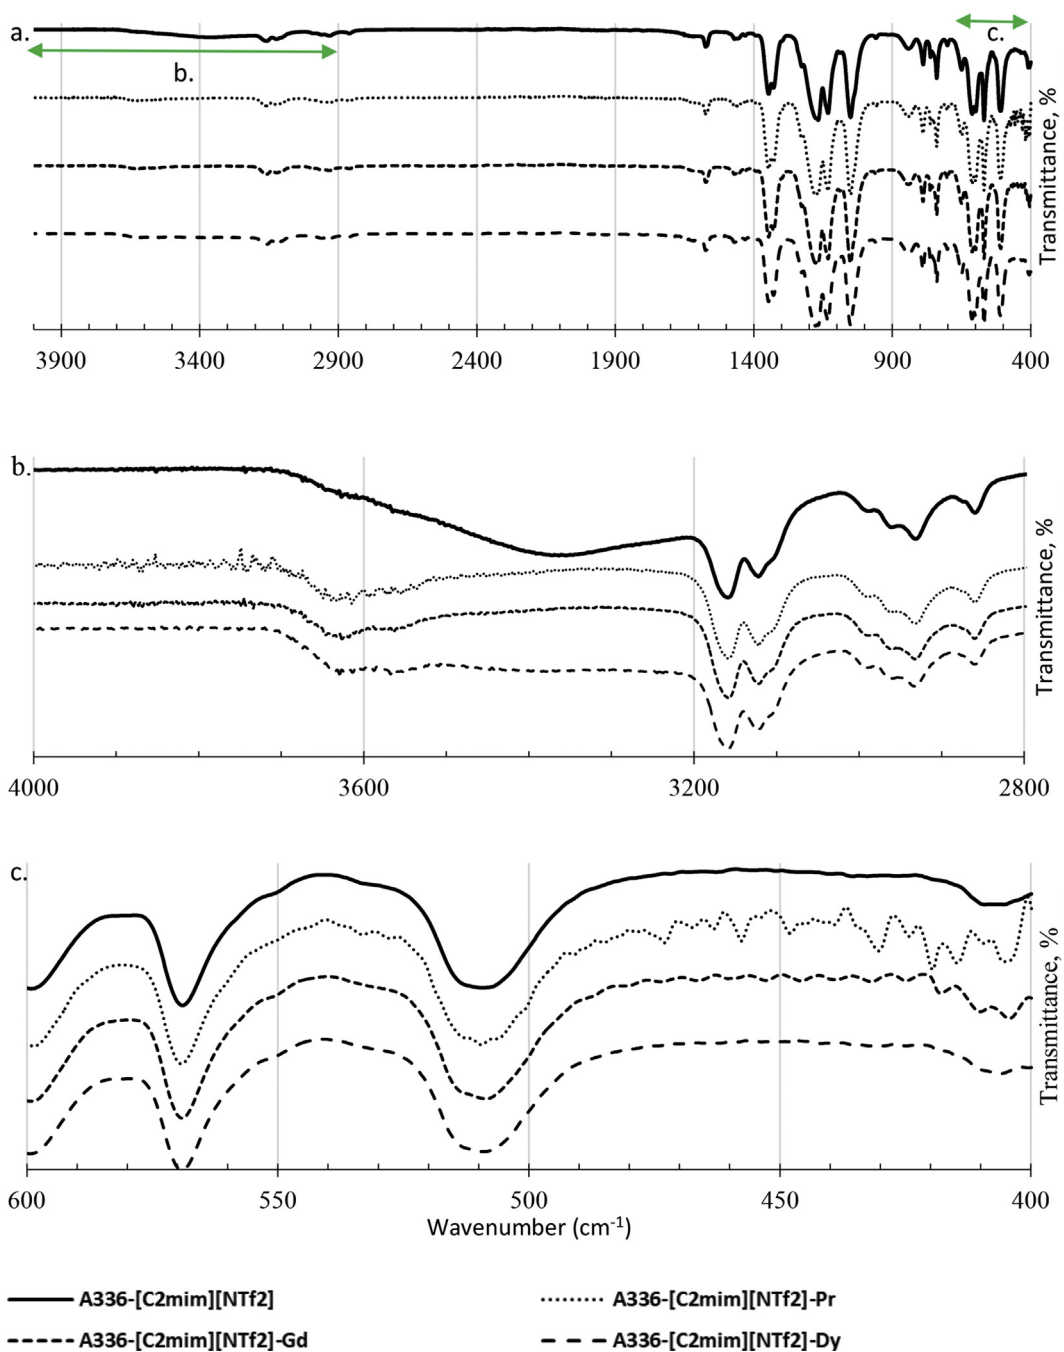 a.
c.
b.
Transmittance, %
3900 3400 2900 2400 1900 1400 900 400
b.
Transmittance, %
4000 3600 3200 2800
c.
Transmittance, %
600 550 500 450 400
Wavenumber (cm⁻¹)
A336-[C2mim][NTf2] A336-[C2mim][NTf2]-Pr
A336-[C2mim][NTf2]-Gd A336-[C2mim][NTf2]-Dy